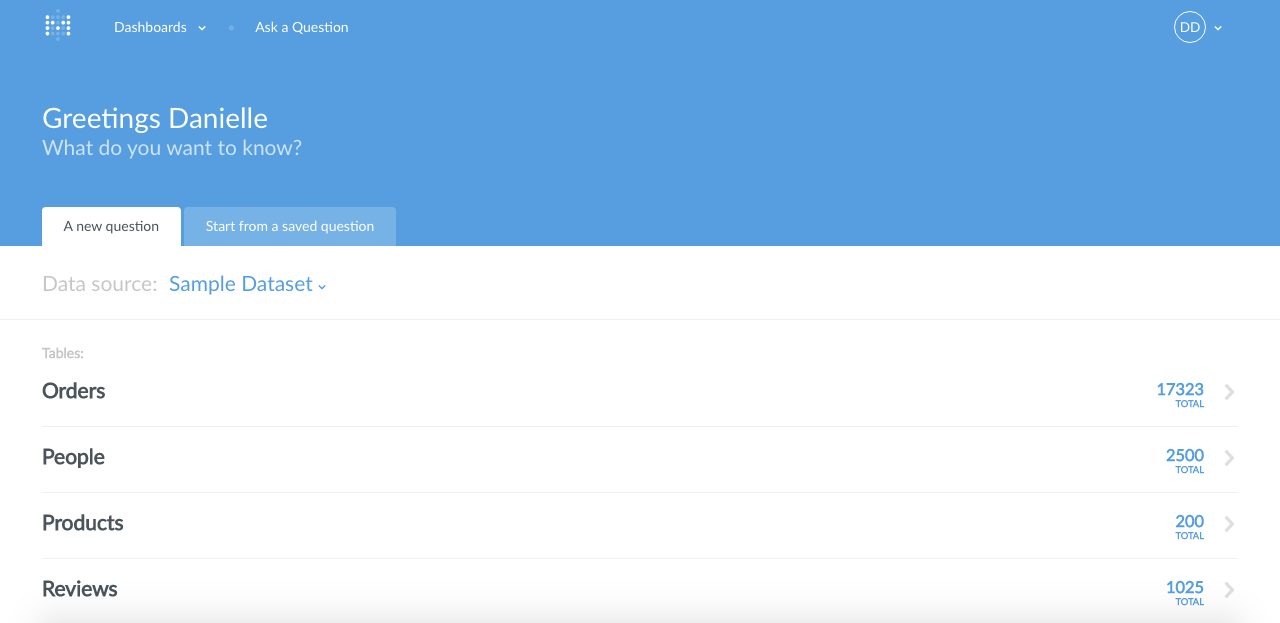 Dashboards
Ask a Question
DD
Greetings Danielle
What do you want to know?
A new question
Start from a saved question
Data source: Sample Dataset
Tables:
Orders
17323
TOTAL
People
2500
TOTAL
Products
200
TOTAL
Reviews
1025
TOTAL